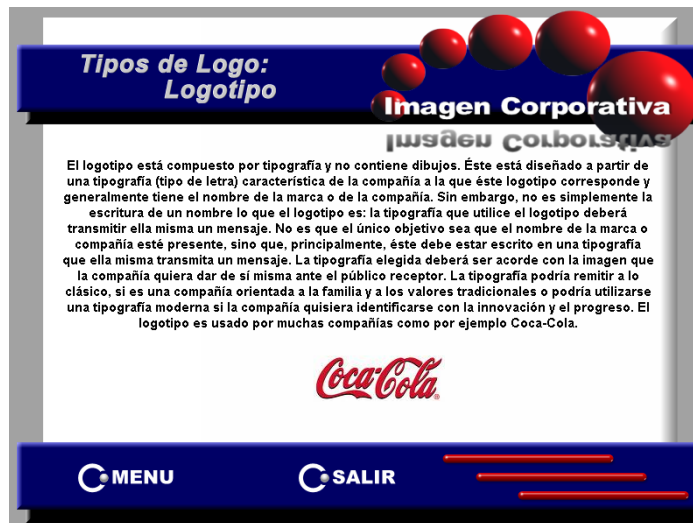 Tipos de Logo:
Logotipo
Imagen Corporativa
Imagen Corporativa
El logotipo está compuesto por tipografía y no contiene dibujos. Éste está diseñado a partir de
una tipografía (tipo de letra) característica de la compañía a la que éste logotipo corresponde y
generalmente tiene el nombre de la marca o de la compañía. Sin embargo, no es simplemente la
escritura de un nombre lo que el logotipo es: la tipografía que utilice el logotipo deberá
transmitir ella misma un mensaje. No es que el único objetivo sea que el nombre de la marca o
compañía esté presente, sino que, principalmente, éste debe estar escrito en una tipografía
que ella misma transmita un mensaje. La tipografía elegida deberá ser acorde con la imagen que
la compañía quiera dar de sí misma ante el público receptor. La tipografía podría remitir a lo
clásico, si es una compañía orientada a la familia y a los valores tradicionales o podría utilizarse
una tipografía moderna si la compañía quisiera identificarse con la innovación y el progreso. El
logotipo es usado por muchas compañías como por ejemplo Coca-Cola.
Coca-Cola®
MENU
SALIR